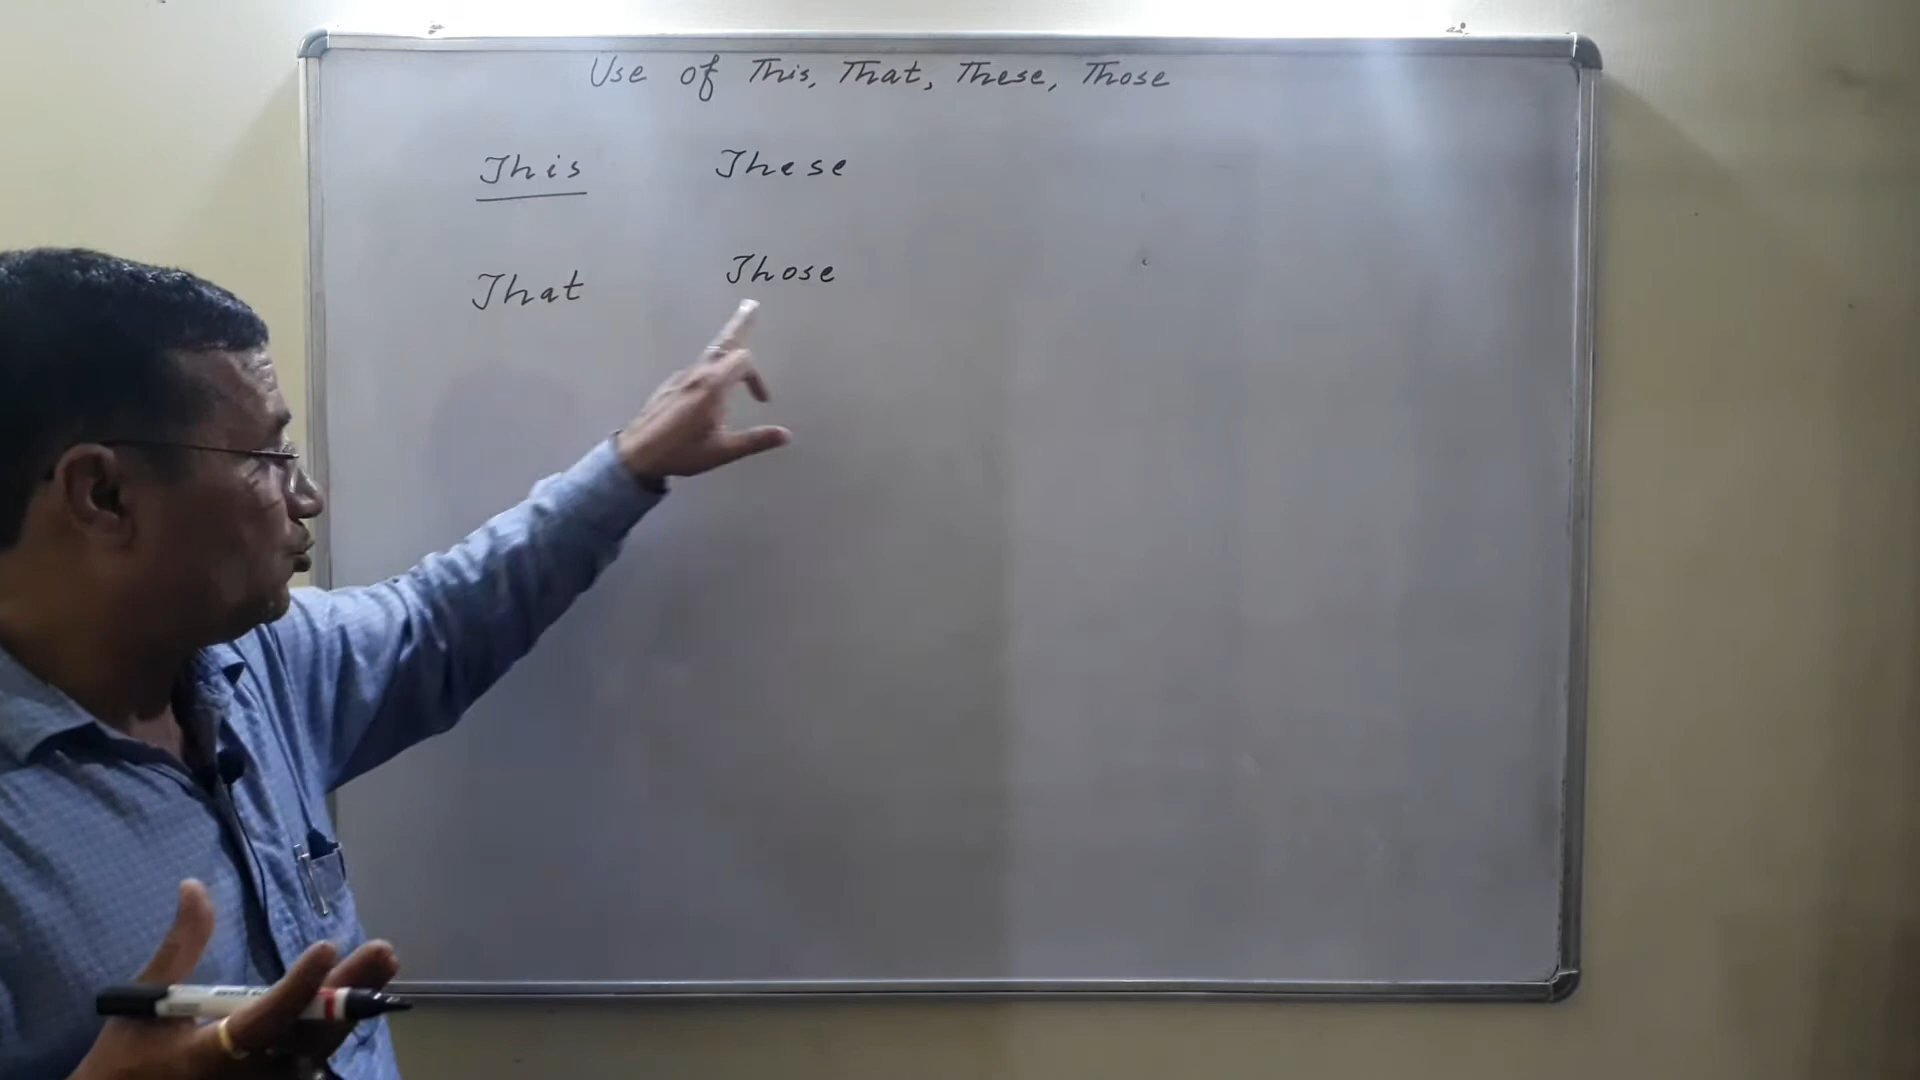 Use of This, That, These, Those
This These
That Those